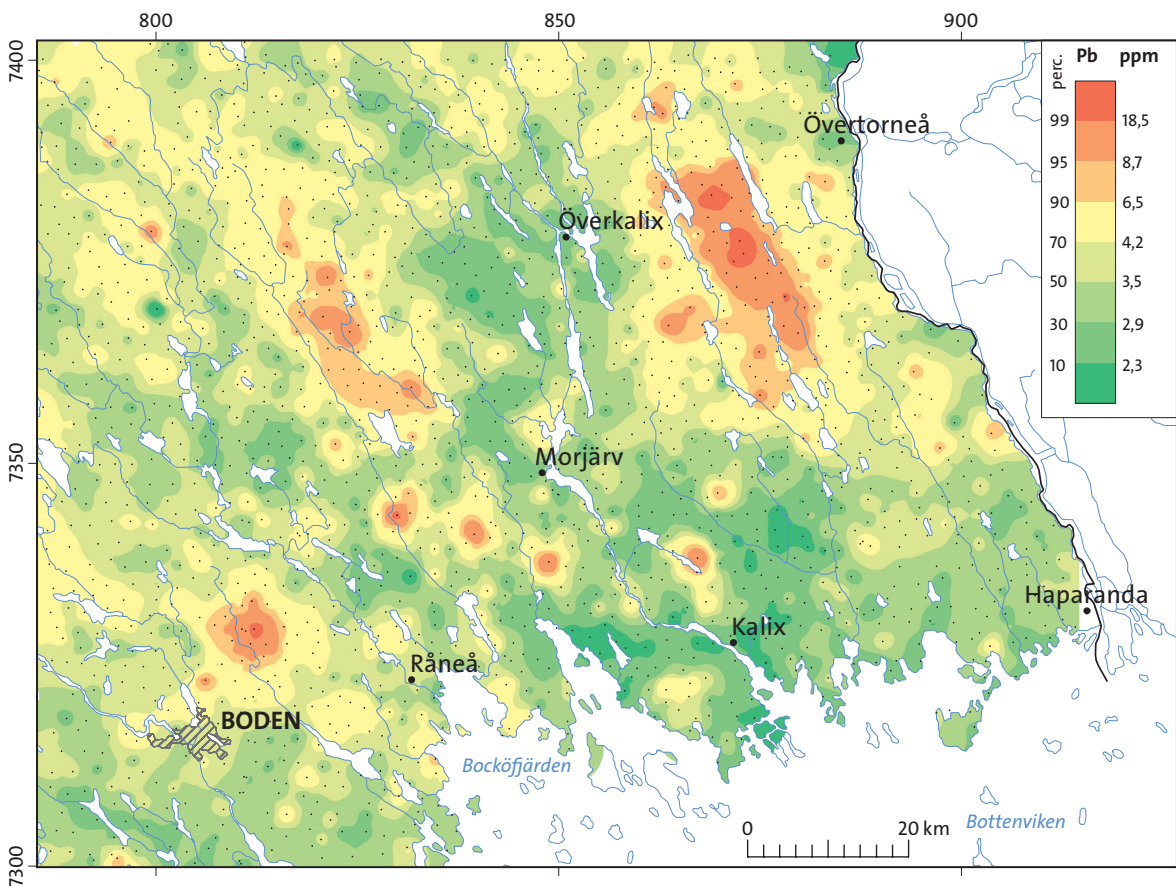 800 850 900
7400
7350
7300
perc. Pb ppm
99 18,5
95 8,7
90 6,5
70 4,2
50 3,5
30 2,9
10 2,3
Övertorneå
Överkalix
Morjärv
Haparanda
Kalix
Råneå
BODEN
Bocköfjärden
Bottenviken
0 20 km